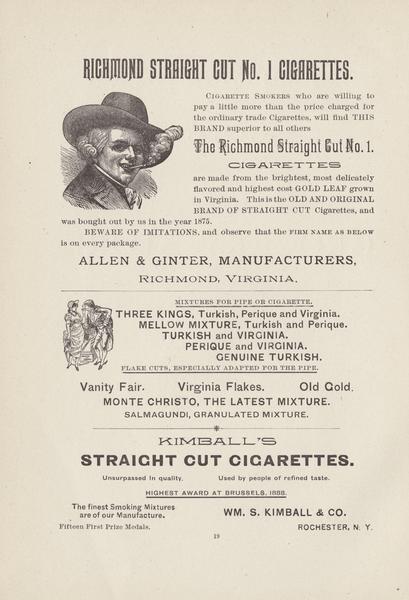 RICHMOND STRAIGHT CUT No. 1 CIGARETTES.
CIGARETTE SMOKERS who are willing to
pay a little more than the price charged for
the ordinary trade Cigarettes, will find THIS
BRAND superior to all others
The Richmond Straight Cut No. 1.
CIGARETTES
are made from the brightest, most delicately
flavored and highest cost GOLD LEAF grown
in Virginia. This is the OLD AND ORIGINAL
BRAND OF STRAIGHT CUT Cigarettes, and
was bought out by us in the year 1875.
BEWARE OF IMITATIONS, and observe that the FIRM NAME AS BELOW
is on every package.
ALLEN & GINTER, MANUFACTURERS,
RICHMOND, VIRGINIA.
MIXTURES FOR PIPE OR CIGARETTE.
THREE KINGS, Turkish, Perique and Virginia.
MELLOW MIXTURE, Turkish and Perique.
TURKISH and VIRGINIA.
PERIQUE and VIRGINIA.
GENUINE TURKISH.
FLAKE CUTS, ESPECIALLY ADAPTED FOR THE PIPE.
Vanity Fair. Virginia Flakes. Old Gold.
MONTE CHRISTO, THE LATEST MIXTURE.
SALMAGUNDI, GRANULATED MIXTURE.
KIMBALL'S
STRAIGHT CUT CIGARETTES.
Unsurpassed in quality. Used by people of refined taste.
HIGHEST AWARD AT BRUSSELS, 1888.
The finest Smoking Mixtures
are of our Manufacture.
WM. S. KIMBALL & CO.
Fifteen First Prize Medals.
ROCHESTER, N. Y.
19